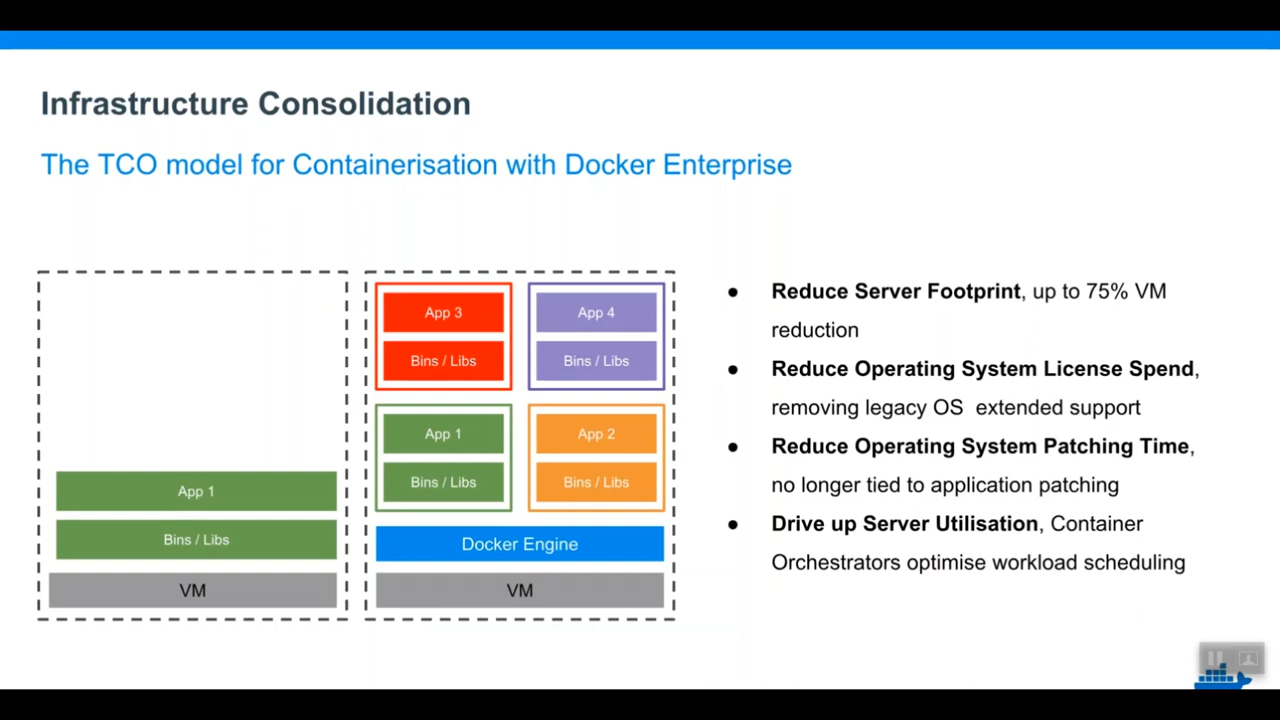 Infrastructure Consolidation
The TCO model for Containerisation with Docker Enterprise
App 1
Bins / Libs
VM
App 3
Bins / Libs
App 4
Bins / Libs
App 1
Bins / Libs
App 2
Bins / Libs
Docker Engine
VM
● Reduce Server Footprint, up to 75% VM
reduction
● Reduce Operating System License Spend,
removing legacy OS extended support
● Reduce Operating System Patching Time,
no longer tied to application patching
● Drive up Server Utilisation, Container
Orchestrators optimise workload scheduling